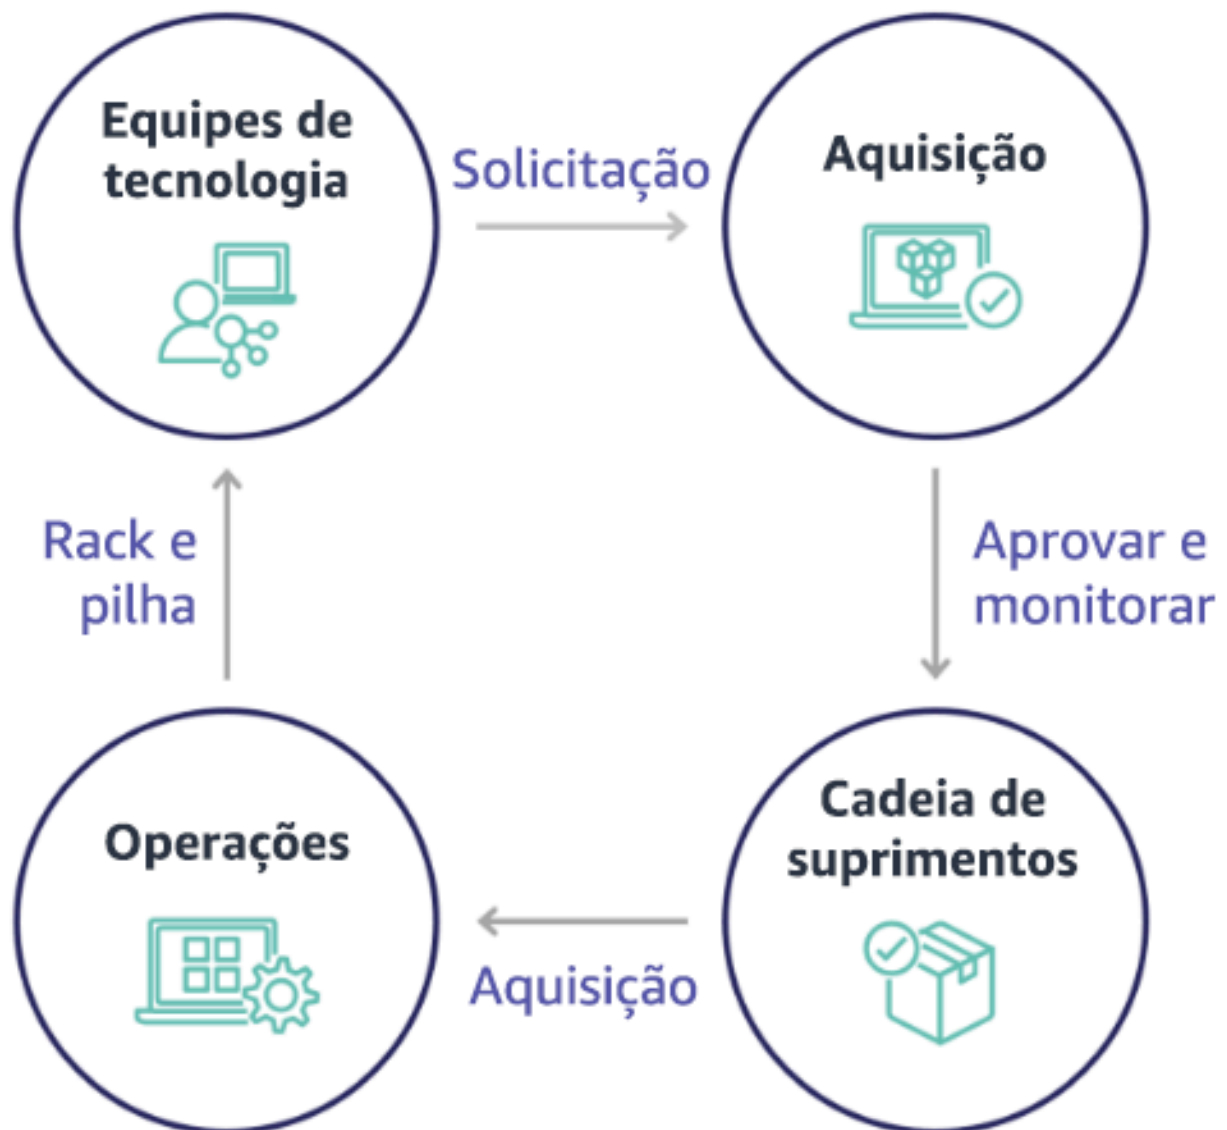 Equipes de
tecnologia
Solicitação
Aquisição
Aprovar e
monitorar
Cadeia de
suprimentos
Aquisição
Operações
Rack e
pilha